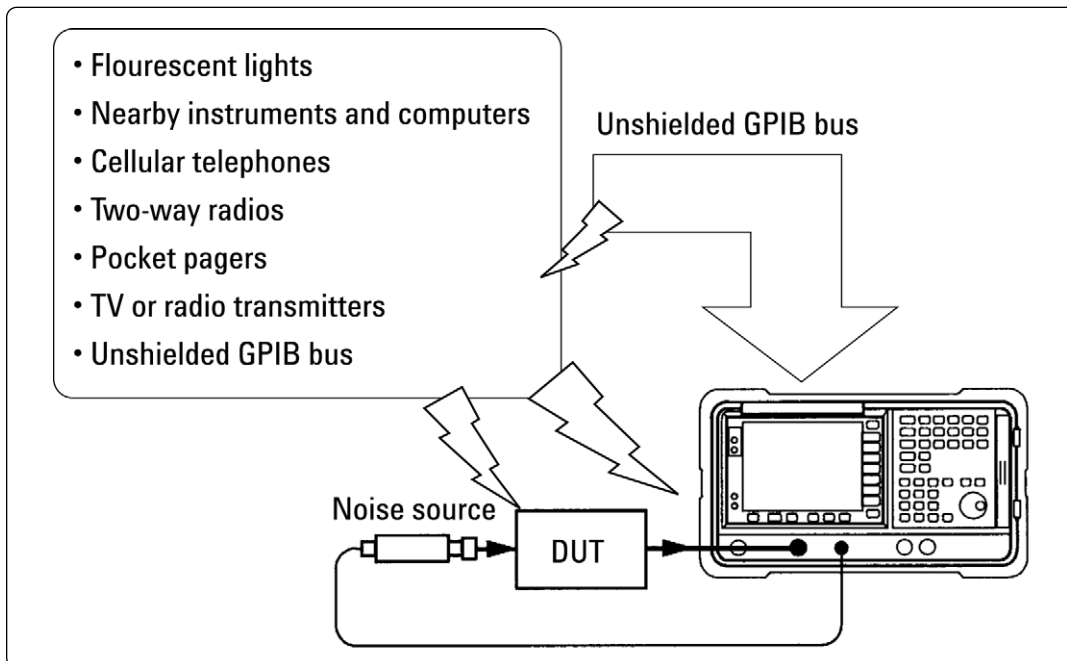 • Flourescent lights
• Nearby instruments and computers
• Cellular telephones
• Two-way radios
• Pocket pagers
• TV or radio transmitters
• Unshielded GPIB bus
Unshielded GPIB bus
Noise source
DUT